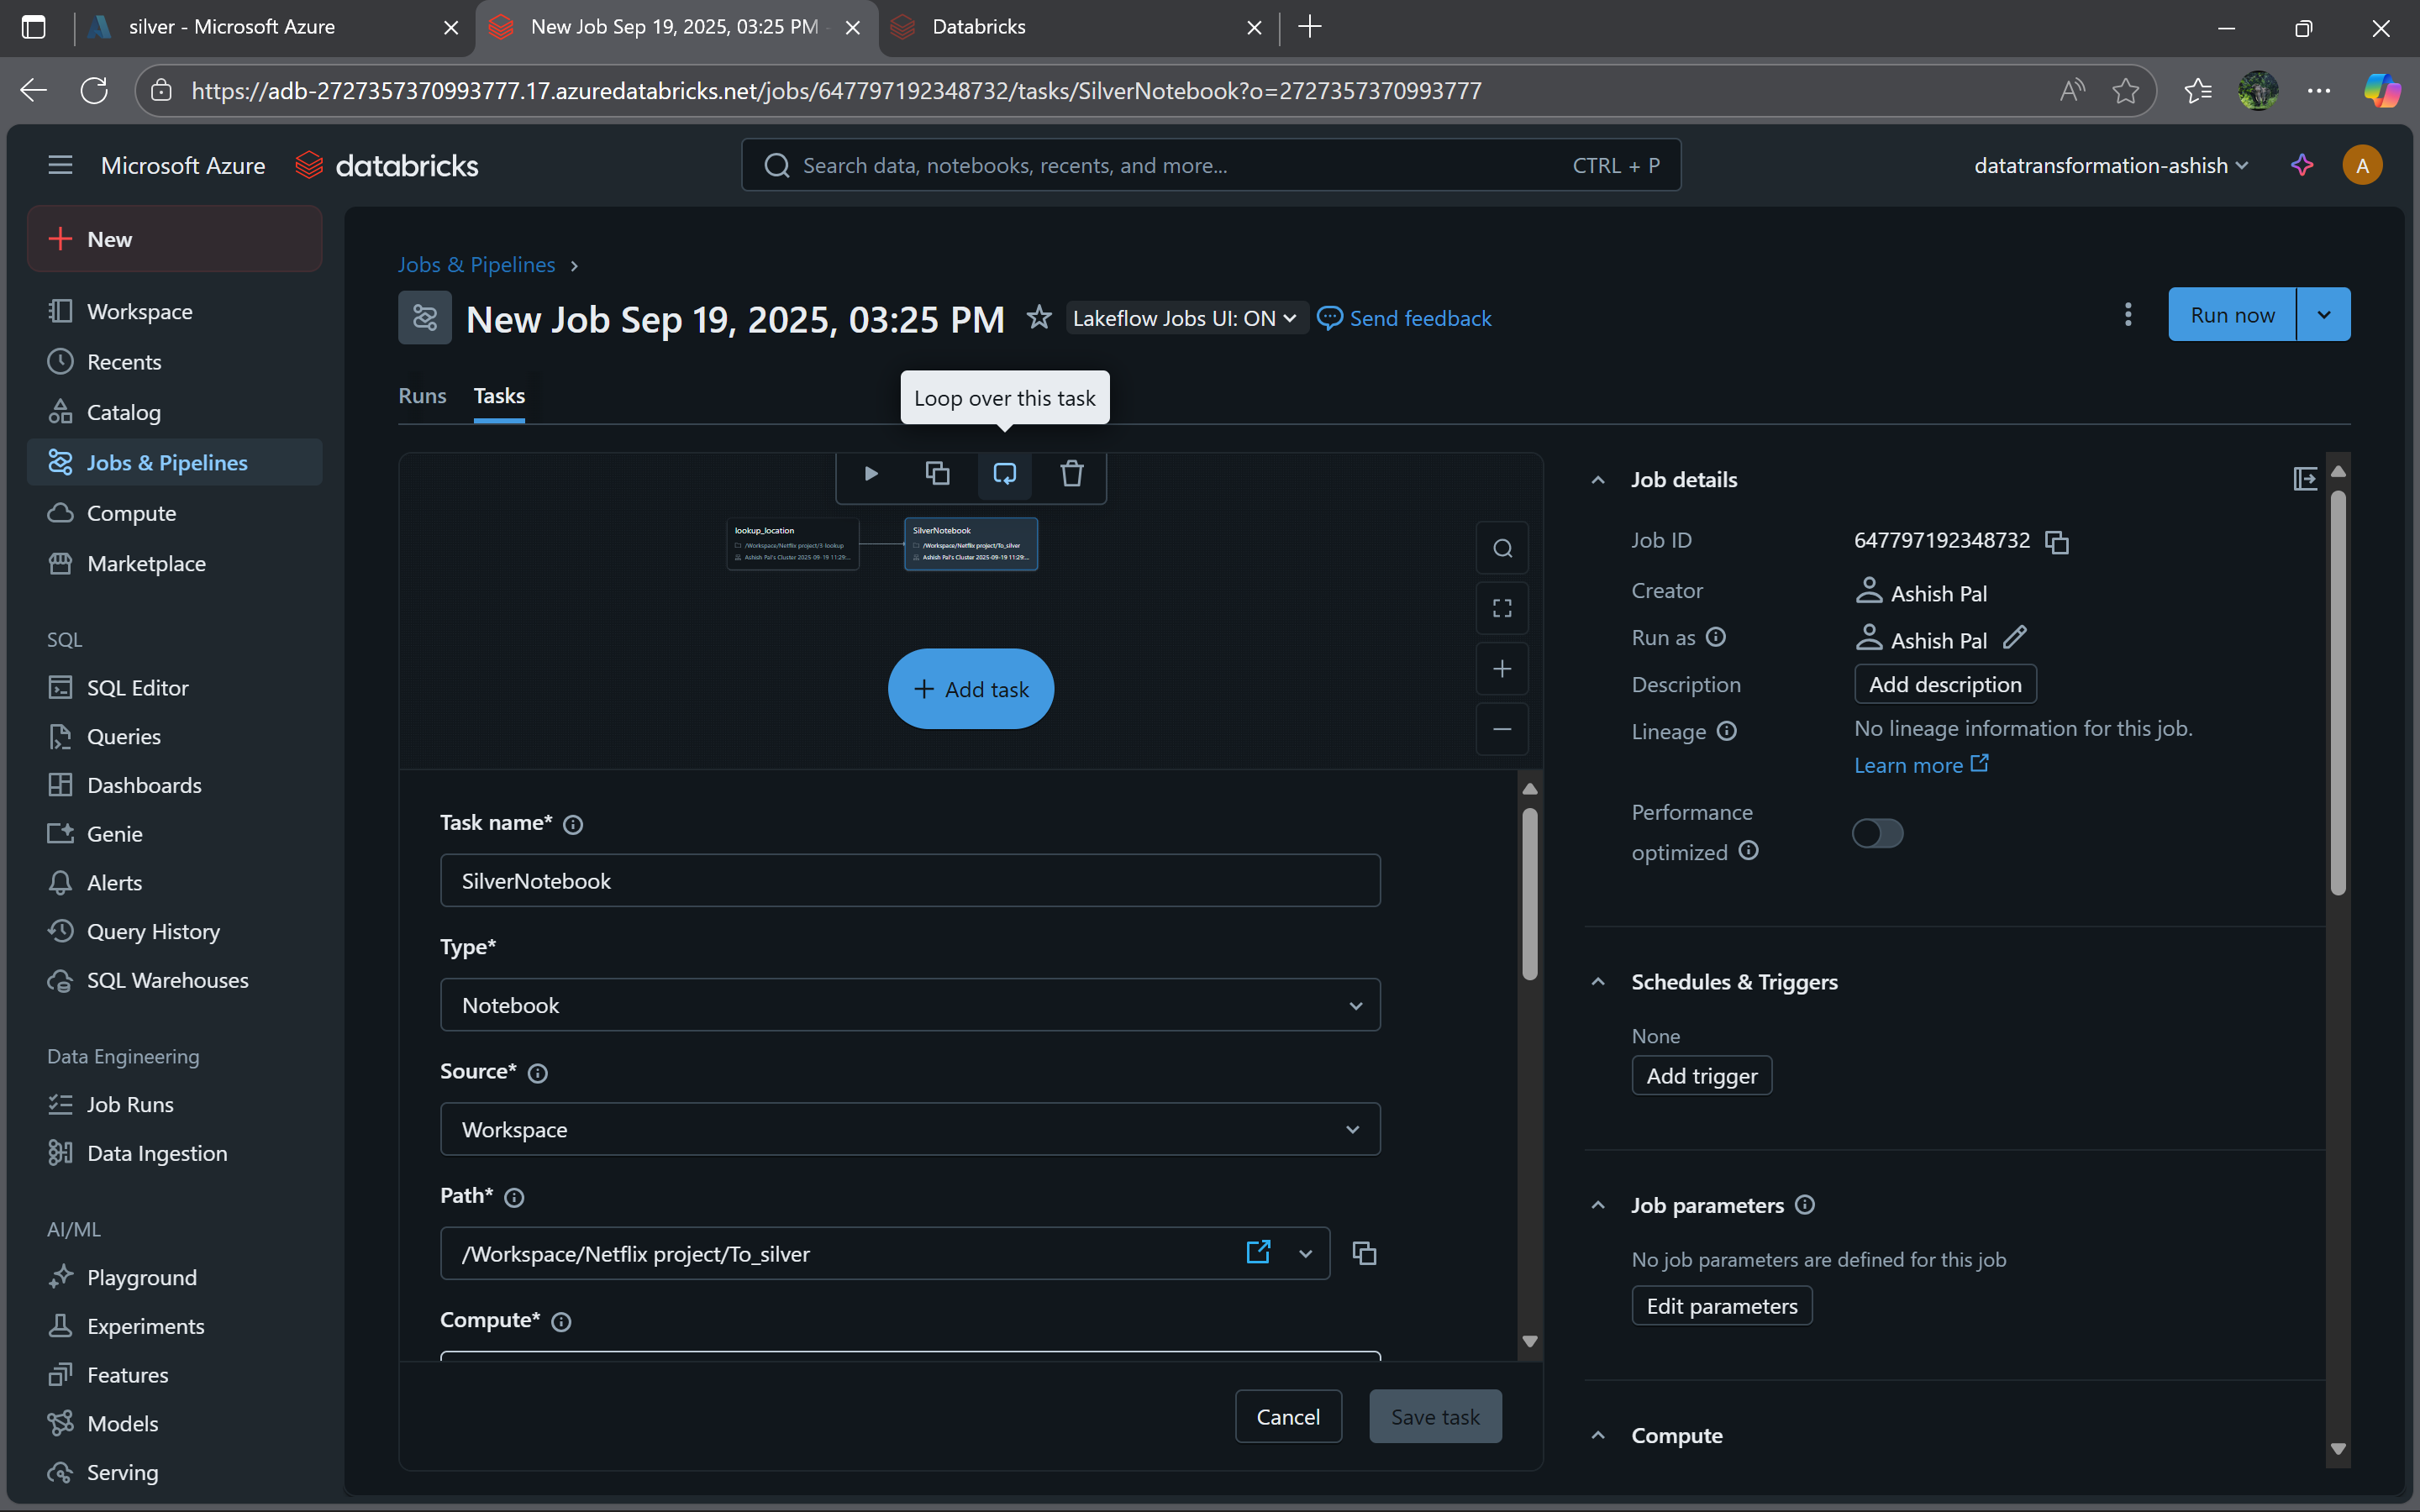 silver - Microsoft Azure
New Job Sep 19, 2025, 03:25 PM -
Databricks
https://adb-2727357370993777.17.azuredatabricks.net/jobs/647797192348732/tasks/SilverNotebook?o=2727357370993777
Microsoft Azure
databricks
Search data, notebooks, recents, and more...
CTRL + P
datatransformation-ashish
A
New
Workspace
Recents
Catalog
Jobs & Pipelines
Compute
Marketplace
SQL
SQL Editor
Queries
Dashboards
Genie
Alerts
Query History
SQL Warehouses
Data Engineering
Job Runs
Data Ingestion
AI/ML
Playground
Experiments
Features
Models
Serving
Jobs & Pipelines
New Job Sep 19, 2025, 03:25 PM
Lakeflow Jobs UI: ON
Send feedback
Run now
Runs
Tasks
Loop over this task
lookup_location
/Workspace/Netflix project/3 lookup
Ashish Pal's Cluster 2025-09-19 11:29:...
SilverNotebook
/Workspace/Netflix project/To_silver
Ashish Pal's Cluster 2025-09-19 11:29:...
Add task
Task name*
SilverNotebook
Type*
Notebook
Source*
Workspace
Path*
/Workspace/Netflix project/To_silver
Compute*
Cancel
Save task
Job details
Job ID
647797192348732
Creator
Ashish Pal
Run as
Ashish Pal
Description
Add description
Lineage
No lineage information for this job.
Learn more
Performance
optimized
Schedules & Triggers
None
Add trigger
Job parameters
No job parameters are defined for this job
Edit parameters
Compute